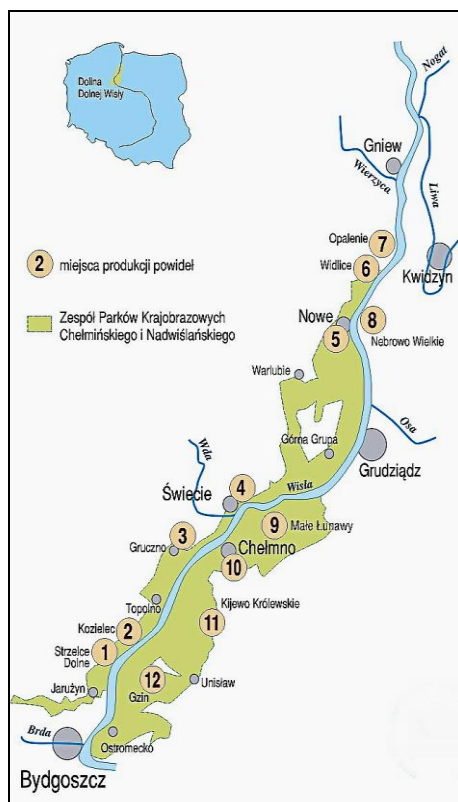 Nogat
Dolina
Dolnej Wisły
Gniew
Wierzyca
Liwa
Opalenie
7
Widlice
6
Kwidzyn
2
miejsca produkcji powideł
Zespół Parków Krajobrazowych
Chełmińskiego i Nadwiślańskiego
Nowe
8
5
Nebrowo Wielkie
Warlubie
Osa
Wda
Górna Grupa
Grudziądz
4
Wisła
Świecie
9
Małe Łunawy
3
Gruczno
Chełmno
10
Topolno
Kijewo Królewskie
11
Kozielec
2
Strzelce
Dolne
1
12
Unisław
Jarużyn
Gzin
Brda
Ostromecko
Bydgoszcz